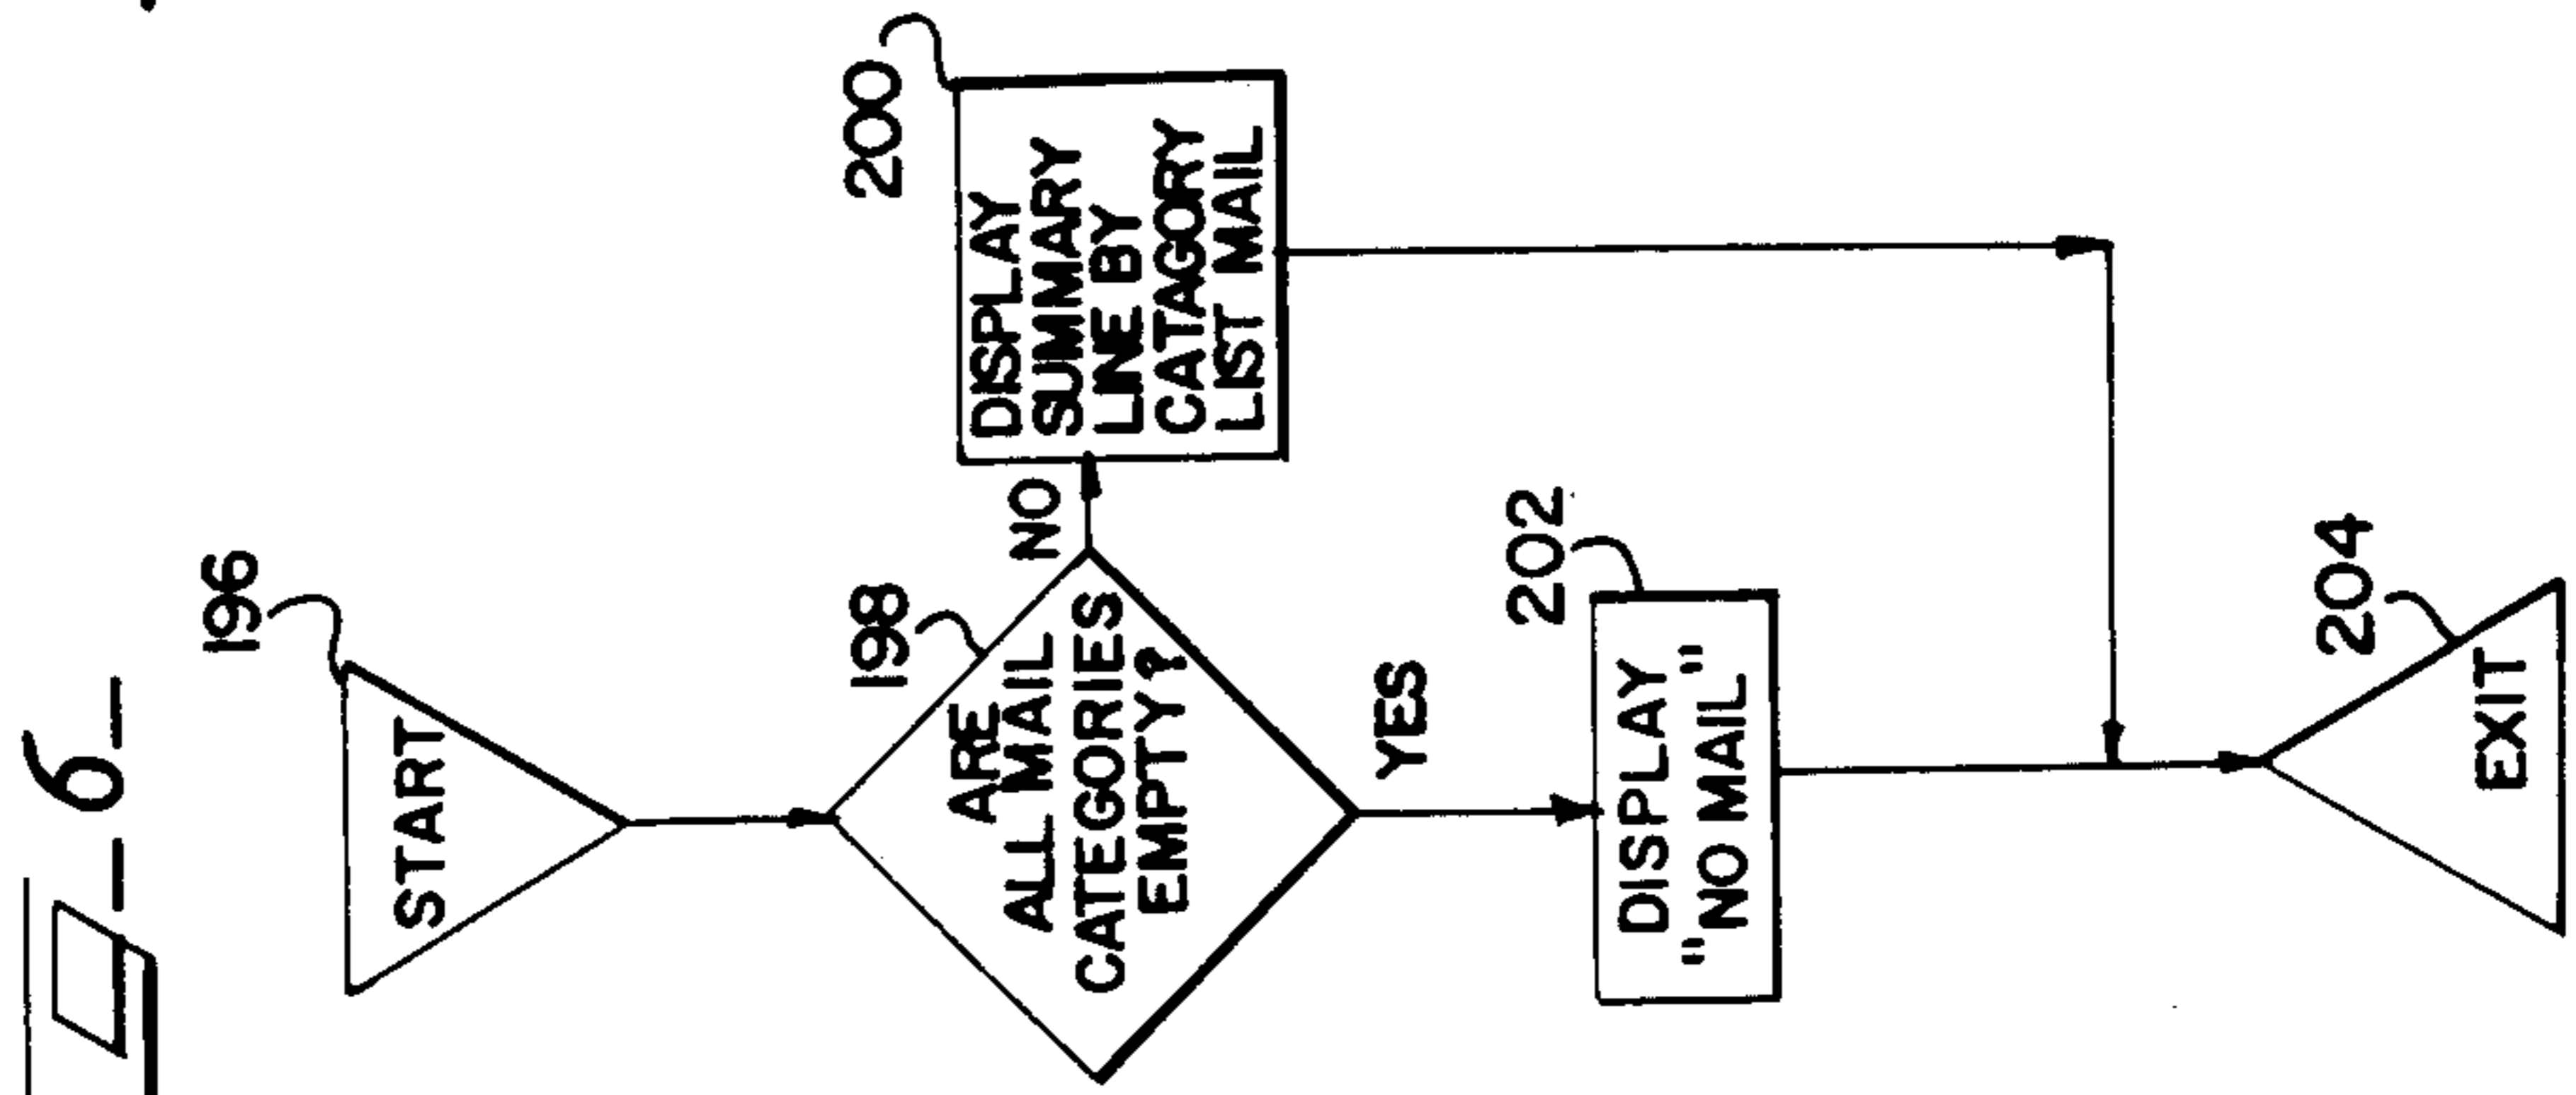 6
196
START
198
ARE
ALL MAIL
CATEGORIES
EMPTY?
NO
200
DISPLAY
SUMMARY
LINE BY
CATAGORY
LIST MAIL
YES
202
DISPLAY
"NO MAIL"
204
EXIT